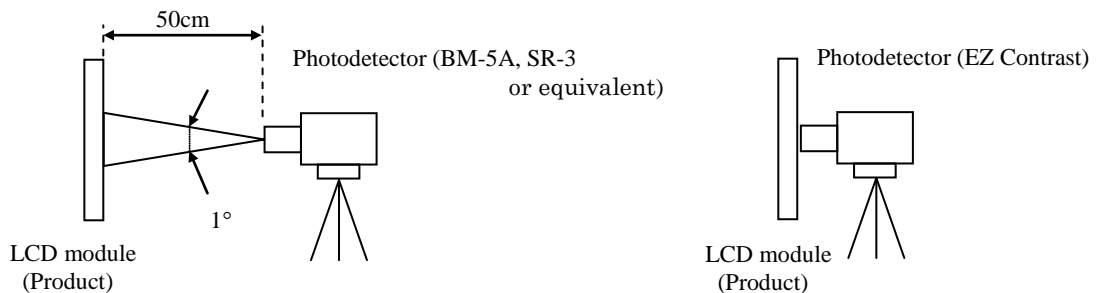 50cm
Photodetector (BM-5A, SR-3
or equivalent)
1°
LCD module
(Product)
Photodetector (EZ Contrast)
LCD module
(Product)